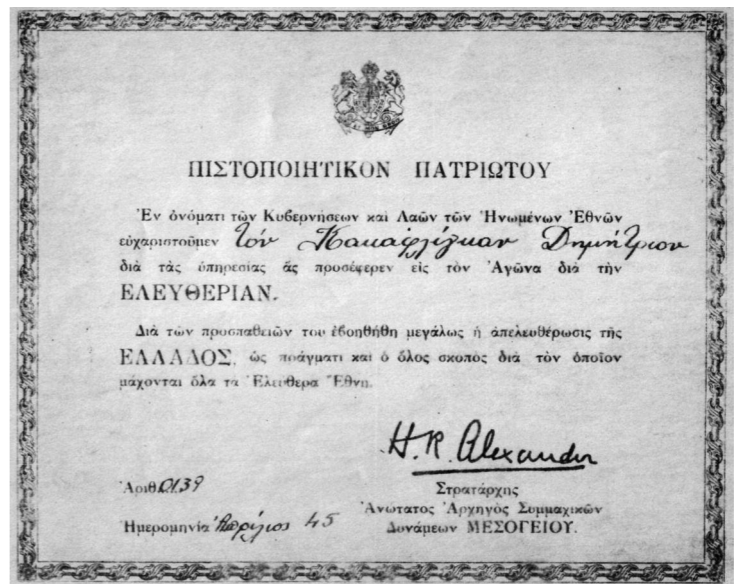 ΠΙΣΤΟΠΟΙΗΤΙΚΟΝ ΠΑΤΡΙΩΤΟΥ
Ἐν ὀνόματι τῶν Κυβερνήσεων καὶ Λαῶν τῶν Ἡνωμένων Ἐθνῶν
εὐχαριστοῦμεν τόν Κακαφλίγκαν Δημήτριον
διὰ τὰς ὑπηρεσίας ἃς προσέφερεν εἰς τὸν Ἀγῶνα διὰ τὴν
ΕΛΕΥΘΕΡΙΑΝ.
Διὰ τῶν προσπαθειῶν του ἐβοηθήθη μεγάλως ἡ ἀπελευθέρωσις τῆς
ΕΛΛΑΔΟΣ, ὡς πράγματι καὶ ὁ ὅλος σκοπὸς διὰ τὸν ὁποῖον
μάχονται ὅλα τὰ Ἐλεύθερα Ἔθνη.
H. R. Alexander
Ἀριθ. 0139
Στρατάρχης
Ἀνώτατος Ἀρχηγὸς Συμμαχικῶν
Ἡμερομηνία Ἀπρίλιος 45
Δυνάμεων ΜΕΣΟΓΕΙΟΥ.